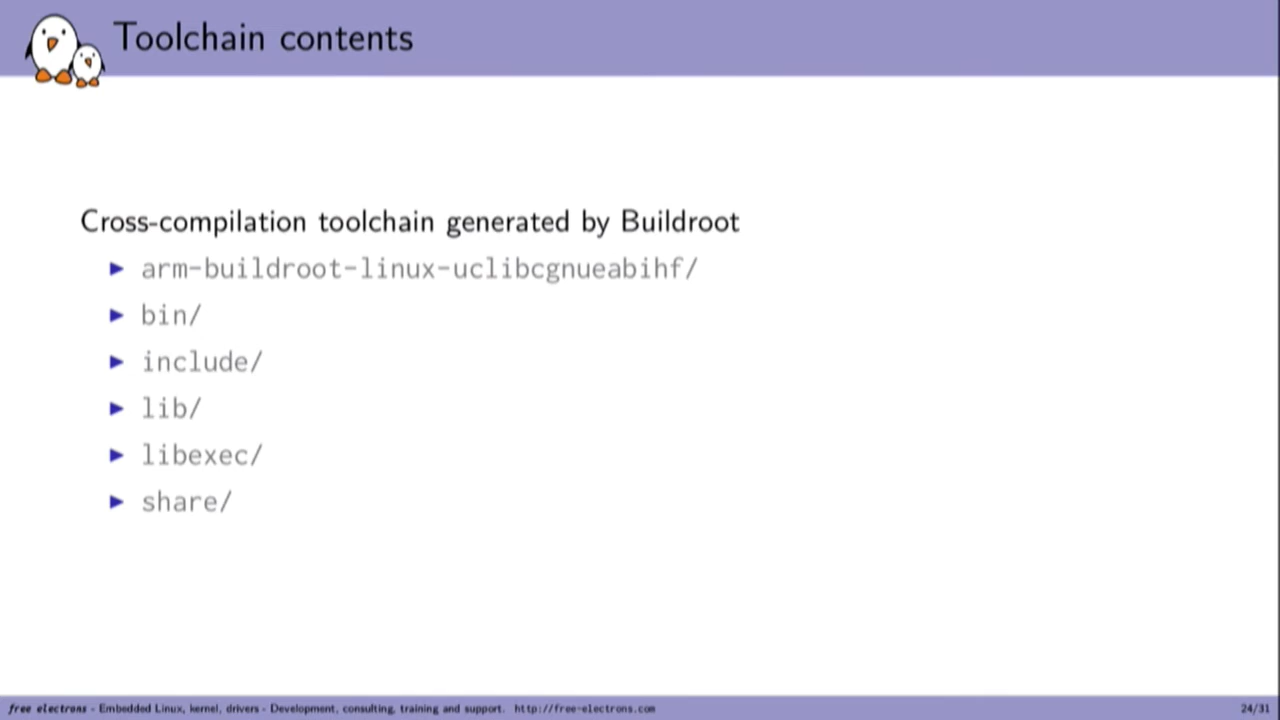 Toolchain contents
Cross-compilation toolchain generated by Buildroot
▶ arm-buildroot-linux-uclibcgnueabihf/
▶ bin/
▶ include/
▶ lib/
▶ libexec/
▶ share/
free electrons - Embedded Linux, kernel, drivers - Development, consulting, training and support. http://free-electrons.com 24/31